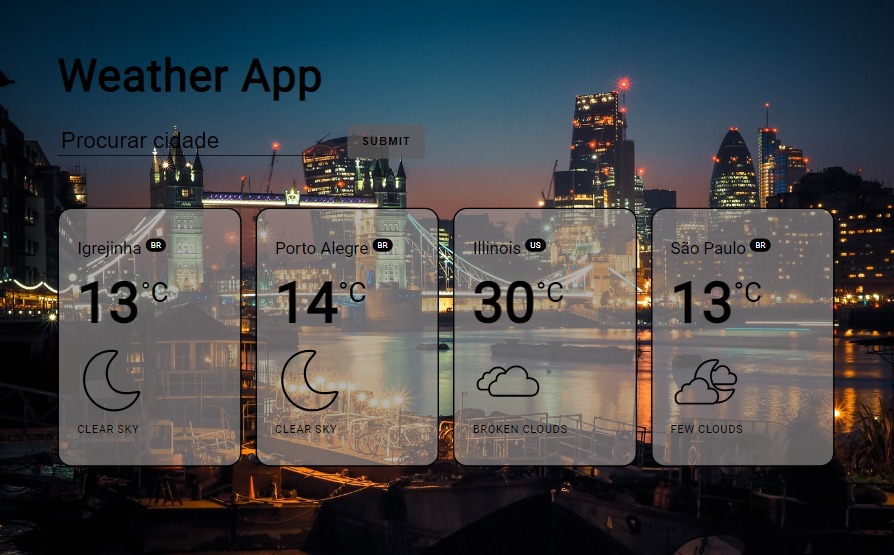 Weather App
Procurar cidade
SUBMIT
Igrejinha BR
13°C
CLEAR SKY
Porto Alegre BR
14°C
CLEAR SKY
Illinois US
30°C
BROKEN CLOUDS
São Paulo BR
13°C
FEW CLOUDS